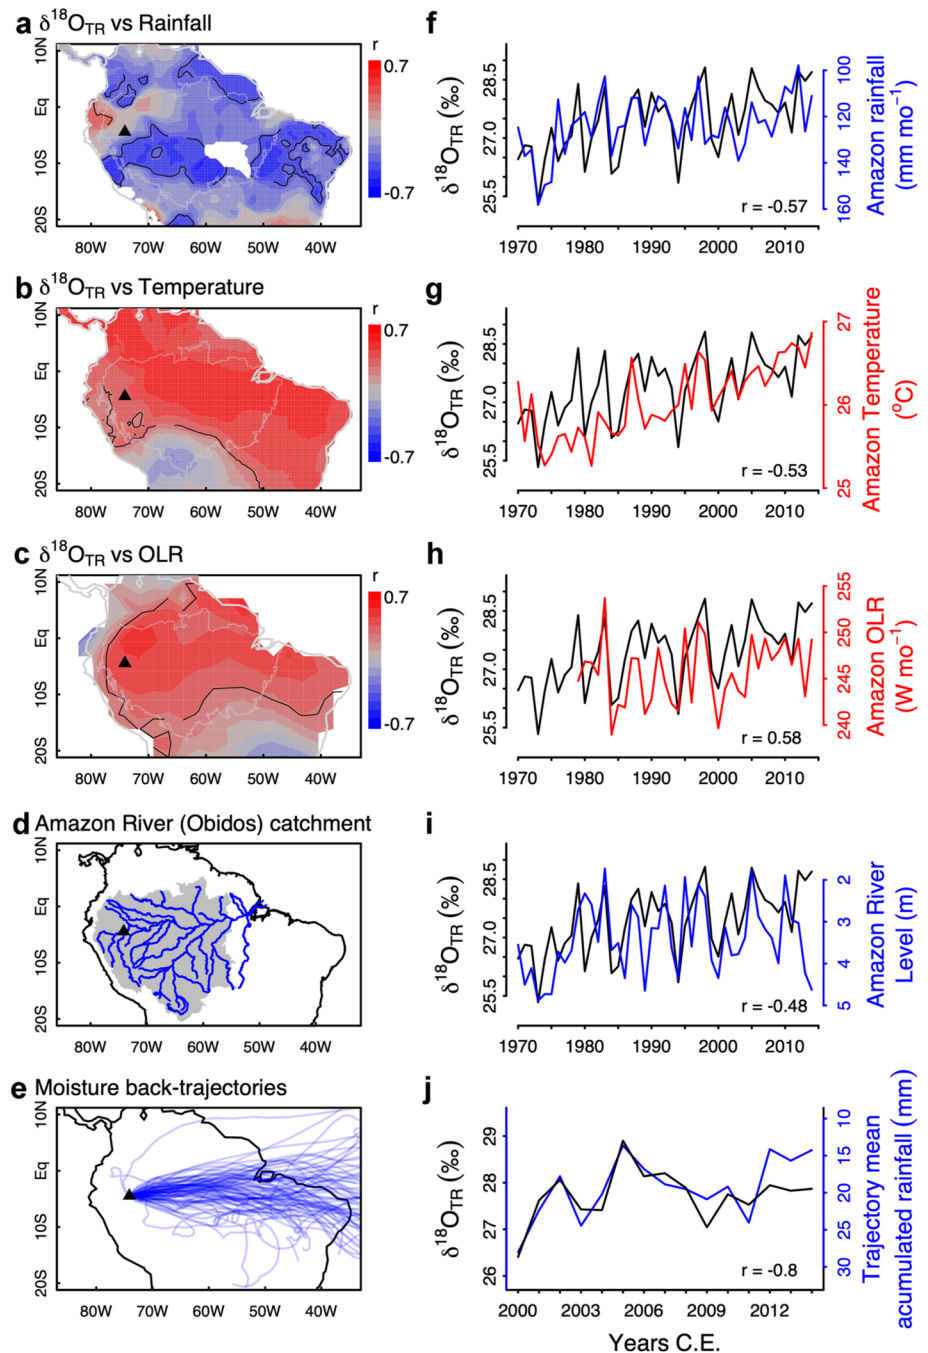 a δ¹⁸O_TR vs Rainfall
r
10N
Eq
10S
20S
0.7
-0.7
80W 70W 60W 50W 40W
b δ¹⁸O_TR vs Temperature
r
10N
Eq
10S
20S
0.7
-0.7
80W 70W 60W 50W 40W
c δ¹⁸O_TR vs OLR
r
10N
Eq
10S
20S
0.7
-0.7
80W 70W 60W 50W 40W
d Amazon River (Obidos) catchment
10N
Eq
10S
20S
80W 70W 60W 50W 40W
e Moisture back-trajectories
10N
Eq
10S
20S
80W 70W 60W 50W 40W
f
δ¹⁸O_TR (‰)
28.5
27.0
25.5
100
120
140
160
Amazon rainfall
(mm mo⁻¹)
r = -0.57
1970 1980 1990 2000 2010
g
δ¹⁸O_TR (‰)
28.5
27.0
25.5
27
26
25
Amazon Temperature
(°C)
r = -0.53
1970 1980 1990 2000 2010
h
δ¹⁸O_TR (‰)
28.5
27.0
25.5
255
250
245
240
Amazon OLR
(W mo⁻¹)
r = 0.58
1970 1980 1990 2000 2010
i
δ¹⁸O_TR (‰)
28.5
27.0
25.5
2
3
4
5
Amazon River
Level (m)
r = -0.48
1970 1980 1990 2000 2010
j
δ¹⁸O_TR (‰)
29
28
27
26
10
15
20
25
30
Trajectory mean
acumulated rainfall (mm)
r = -0.8
2000 2003 2006 2009 2012
Years C.E.